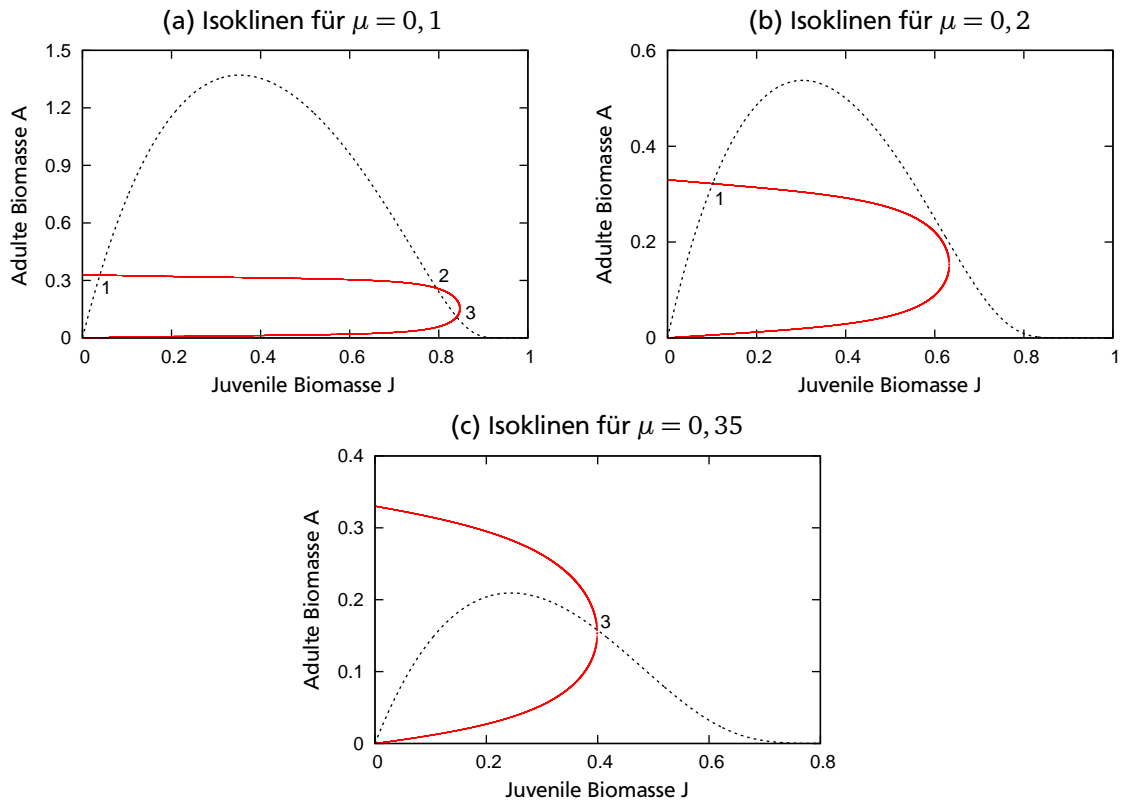 (a) Isoklinen für μ = 0, 1
1.5
1.2
0.9
0.6
0.3
0
Adulte Biomasse A
1
2
3
0 0.2 0.4 0.6 0.8 1
Juvenile Biomasse J
(b) Isoklinen für μ = 0, 2
0.6
0.4
0.2
0
Adulte Biomasse A
1
0 0.2 0.4 0.6 0.8 1
Juvenile Biomasse J
(c) Isoklinen für μ = 0, 35
0.4
0.3
0.2
0.1
0
Adulte Biomasse A
3
0 0.2 0.4 0.6 0.8
Juvenile Biomasse J